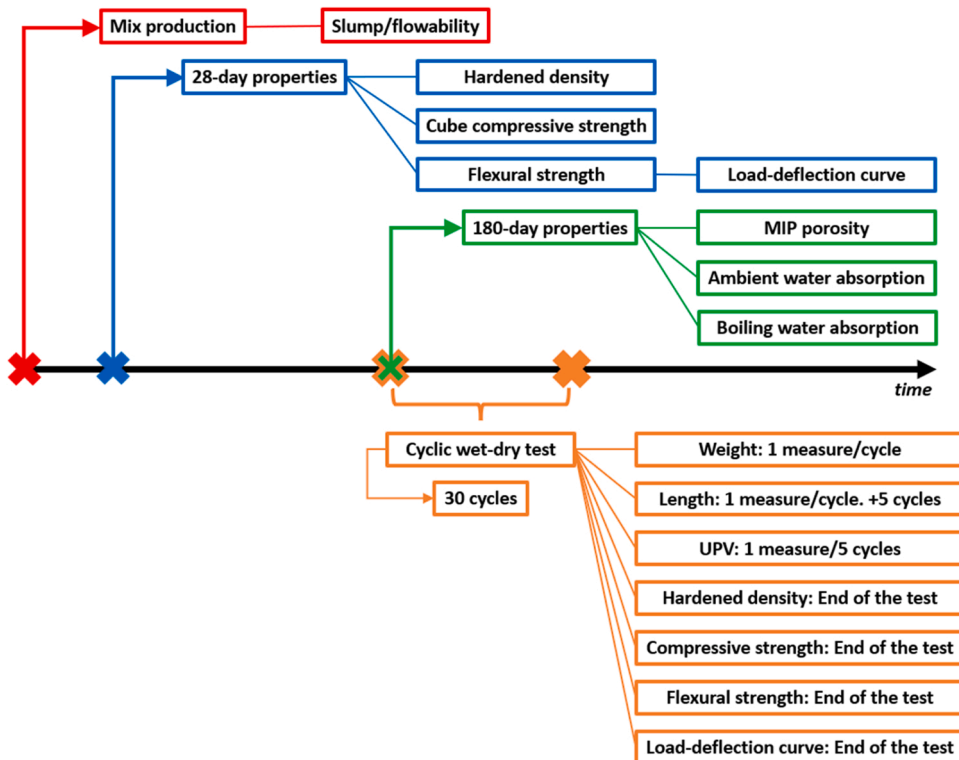 Mix production
Slump/flowability
28-day properties
Hardened density
Cube compressive strength
Flexural strength
Load-deflection curve
180-day properties
MIP porosity
Ambient water absorption
Boiling water absorption
time
Cyclic wet-dry test
30 cycles
Weight: 1 measure/cycle
Length: 1 measure/cycle. +5 cycles
UPV: 1 measure/5 cycles
Hardened density: End of the test
Compressive strength: End of the test
Flexural strength: End of the test
Load-deflection curve: End of the test